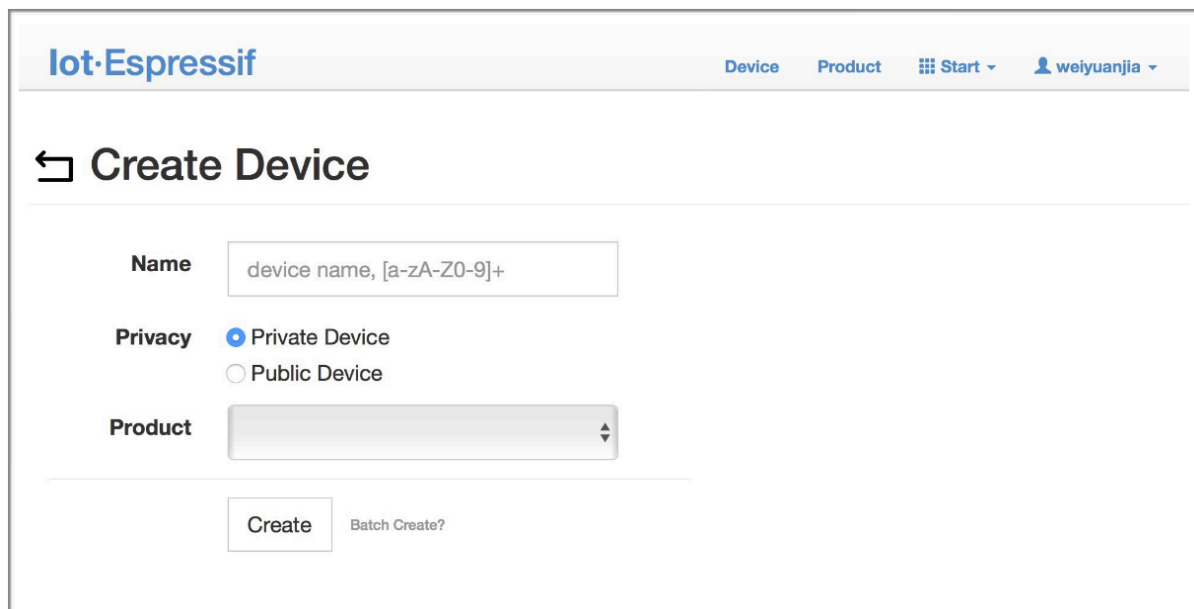 Iot·Espressif
Device Product Start weiyuanjia
Create Device
Name device name, [a-zA-Z0-9]+
Privacy Private Device
Public Device
Product
Create Batch Create?